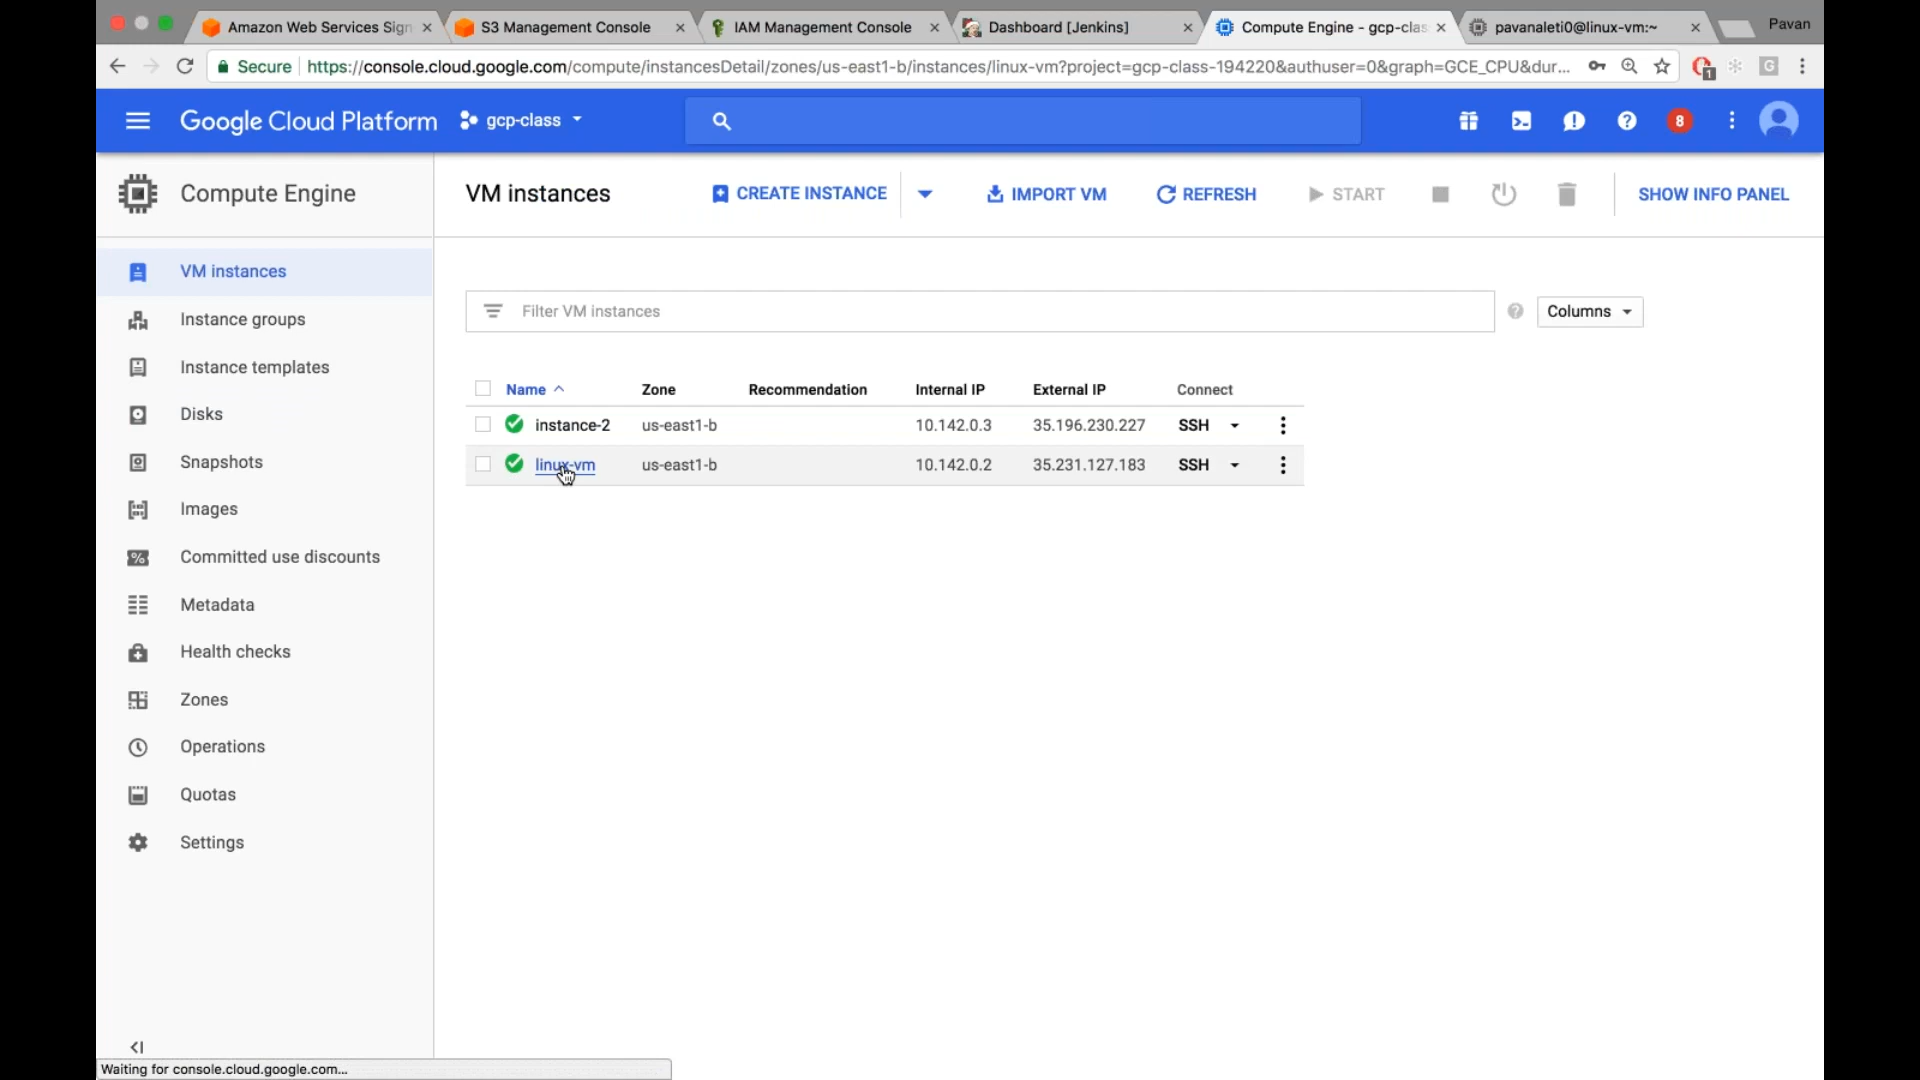 Amazon Web Services Sign
S3 Management Console
IAM Management Console
Dashboard [Jenkins]
Compute Engine - gcp-clas
pavanaleti0@linux-vm:~
Pavan
Secure
https://console.cloud.google.com/compute/instancesDetail/zones/us-east1-b/instances/linux-vm?project=gcp-class-194220&authuser=0&graph=GCE_CPU&dur...
1
G
Google Cloud Platform
gcp-class
8
Compute Engine
VM instances
CREATE INSTANCE
IMPORT VM
REFRESH
START
SHOW INFO PANEL
VM instances
Instance groups
Instance templates
Disks
Snapshots
Images
Committed use discounts
Metadata
Health checks
Zones
Operations
Quotas
Settings
Filter VM instances
Columns
Name Zone Recommendation Internal IP External IP Connect
instance-2 us-east1-b 10.142.0.3 35.196.230.227 SSH
linux-vm us-east1-b 10.142.0.2 35.231.127.183 SSH
Waiting for console.cloud.google.com...